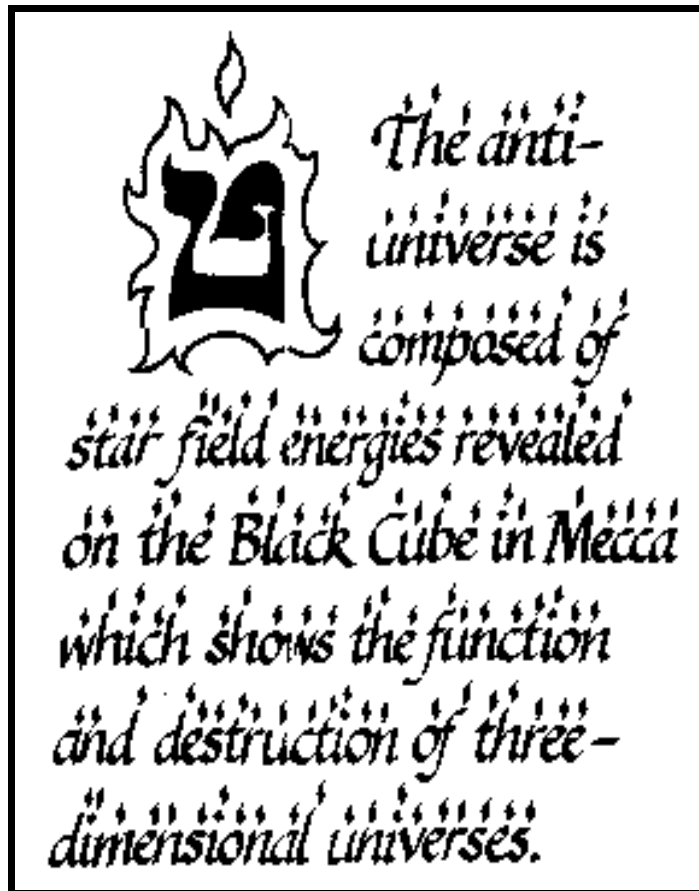 The anti-
universe is
composed of
star field energies revealed
on the Black Cube in Mecca
which shows the function
and destruction of three-
dimensional universes.